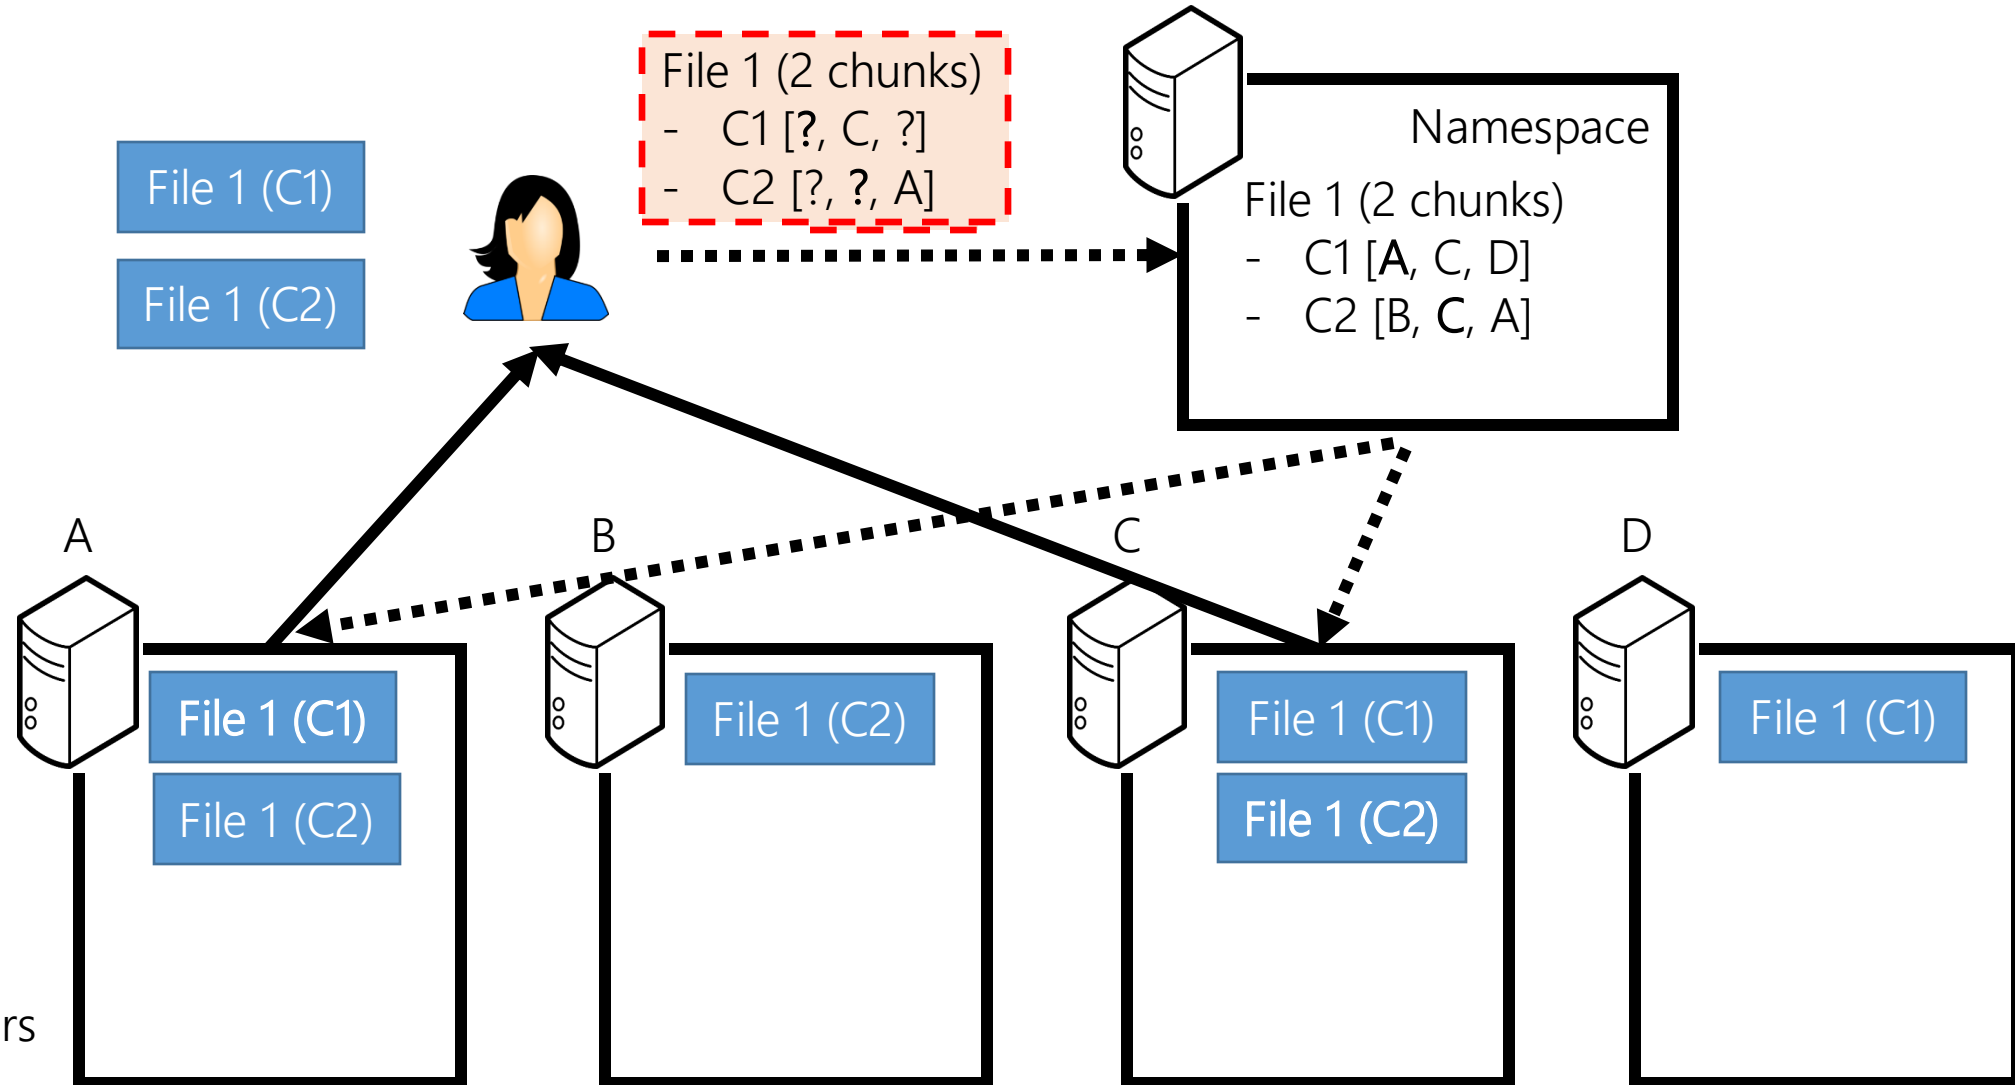 File 1 (2 chunks)
- C1 [?, C, ?]
- C2 [?, ?, A]
Namespace
File 1 (2 chunks)
- C1 [A, C, D]
- C2 [B, C, A]
File 1 (C1)
File 1 (C2)
A
B
C
D
File 1 (C1)
File 1 (C2)
File 1 (C2)
File 1 (C1)
File 1 (C2)
File 1 (C1)
rs